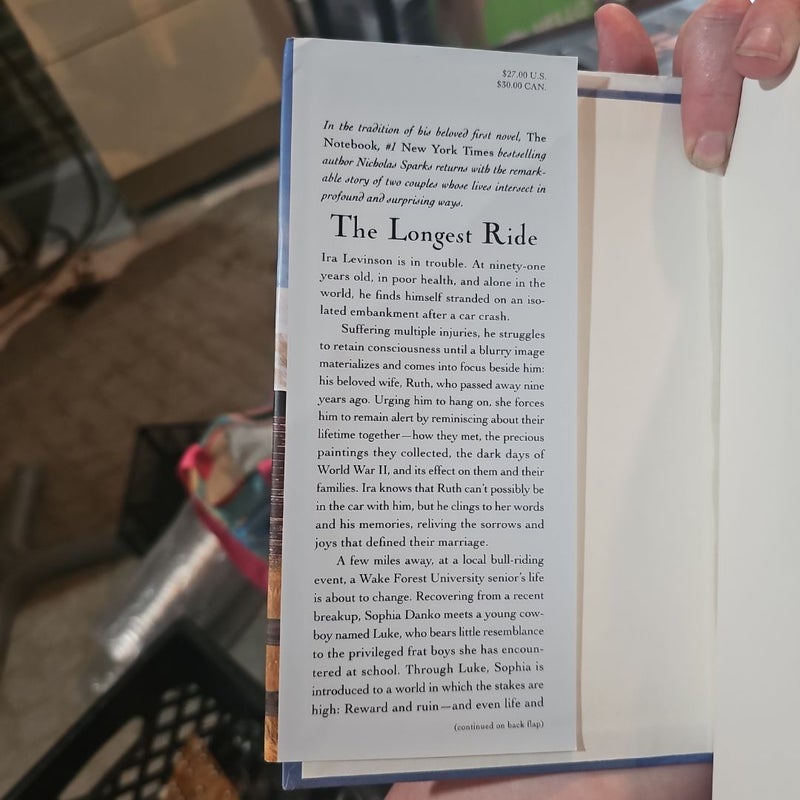 $27.00 U.S.
$30.00 CAN.
In the tradition of his beloved first novel, The
Notebook, #1 New York Times bestselling
author Nicholas Sparks returns with the remark-
able story of two couples whose lives intersect in
profound and surprising ways.
The Longest Ride
Ira Levinson is in trouble. At ninety-one
years old, in poor health, and alone in the
world, he finds himself stranded on an iso-
lated embankment after a car crash.
Suffering multiple injuries, he struggles
to retain consciousness until a blurry image
materializes and comes into focus beside him:
his beloved wife, Ruth, who passed away nine
years ago. Urging him to hang on, she forces
him to remain alert by reminiscing about their
lifetime together—how they met, the precious
paintings they collected, the dark days of
World War II, and its effect on them and their
families. Ira knows that Ruth can't possibly be
in the car with him, but he clings to her words
and his memories, reliving the sorrows and
joys that defined their marriage.
A few miles away, at a local bull-riding
event, a Wake Forest University senior's life
is about to change. Recovering from a recent
breakup, Sophia Danko meets a young cow-
boy named Luke, who bears little resemblance
to the privileged frat boys she has encoun-
tered at school. Through Luke, Sophia is
introduced to a world in which the stakes are
high: Reward and ruin—and even life and
(continued on back flap)